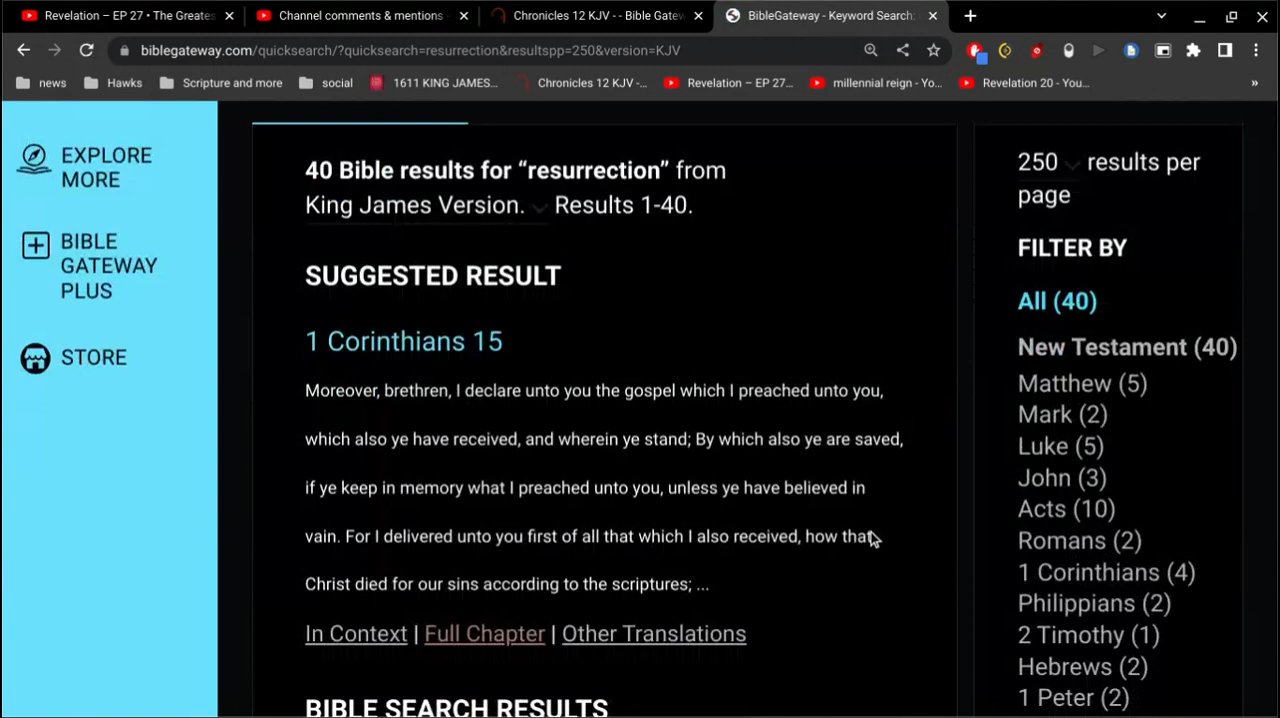 Revelation – EP 27 • The Greates
Channel comments & mentions -
Chronicles 12 KJV - - Bible Gatew
BibleGateway - Keyword Search:
biblegateway.com/quicksearch/?quicksearch=resurrection&resultspp=250&version=KJV
news
Hawks
Scripture and more
social
1611 KING JAMES...
Chronicles 12 KJV -...
Revelation – EP 27...
millennial reign - Yo...
Revelation 20 - You...
»
EXPLORE
MORE
BIBLE
GATEWAY
PLUS
STORE
40 Bible results for “resurrection” from
King James Version. Results 1-40.
SUGGESTED RESULT
1 Corinthians 15
Moreover, brethren, I declare unto you the gospel which I preached unto you,
which also ye have received, and wherein ye stand; By which also ye are saved,
if ye keep in memory what I preached unto you, unless ye have believed in
vain. For I delivered unto you first of all that which I also received, how that
Christ died for our sins according to the scriptures; ...
In Context | Full Chapter | Other Translations
BIBLE SEARCH RESULTS
250 results per
page
FILTER BY
All (40)
New Testament (40)
Matthew (5)
Mark (2)
Luke (5)
John (3)
Acts (10)
Romans (2)
1 Corinthians (4)
Philippians (2)
2 Timothy (1)
Hebrews (2)
1 Peter (2)